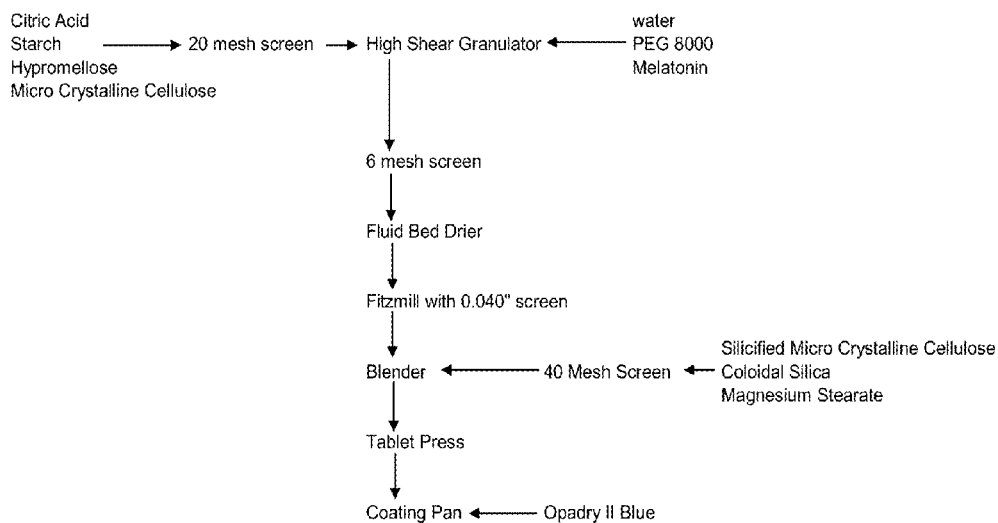 Citric Acid
Starch
Hypromellose
Micro Crystalline Cellulose
20 mesh screen
High Shear Granulator
water
PEG 8000
Melatonin
6 mesh screen
Fluid Bed Drier
Fitzmill with 0.040" screen
Blender
40 Mesh Screen
Silicified Micro Crystalline Cellulose
Coloidal Silica
Magnesium Stearate
Tablet Press
Coating Pan
Opadry II Blue